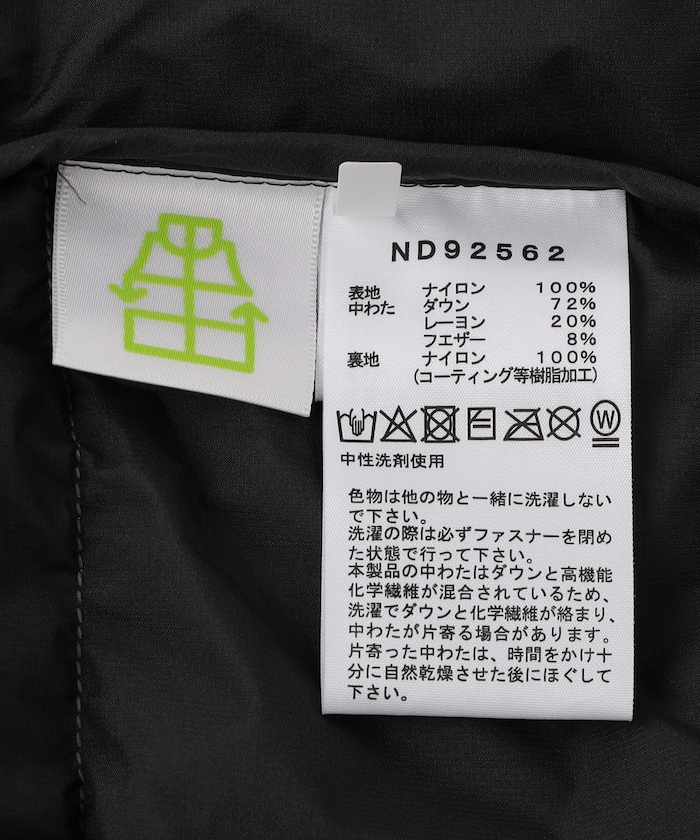 ND92562
表地 ナイロン 100%
中わた ダウン 72%
レーヨン 20%
フエザー 8%
裏地 ナイロン 100%
(コーティング等樹脂加工)
W
中性洗剤使用
色物は他の物と一緒に洗濯しない
で下さい。
洗濯の際は必ずファスナーを閉め
た状態で行って下さい。
本製品の中わたはダウンと高機能
化学繊維が混合されているため、
洗濯でダウンと化学繊維が絡まり、
中わたが片寄る場合があります。
片寄った中わたは、時間をかけ十
分に自然乾燥させた後にほぐして
下さい。